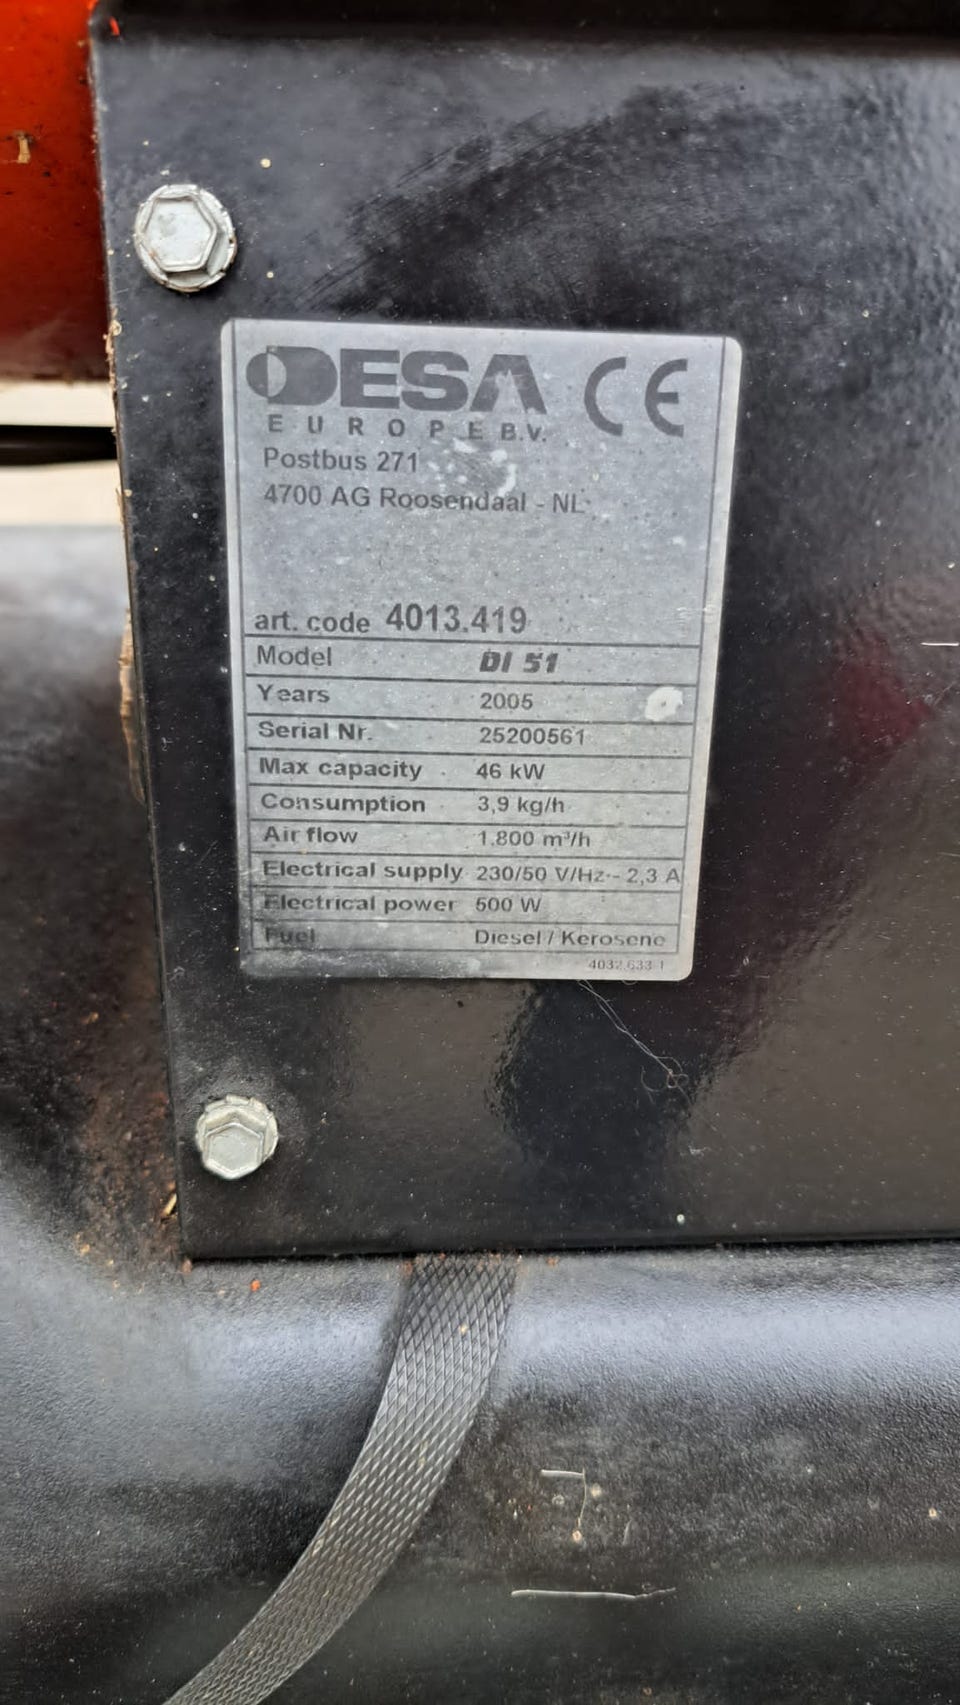 DESA CE
EUROPE B.V.
Postbus 271
4700 AG Roosendaal - NL
art. code 4013.419
Model DI 51
Years 2005
Serial Nr. 25200561
Max capacity 46 kW
Consumption 3,9 kg/h
Air flow 1.800 m³/h
Electrical supply 230/50 V/Hz ~ 2,3 A
Electrical power 500 W
Fuel Diesel / Kerosene
4032.633-1